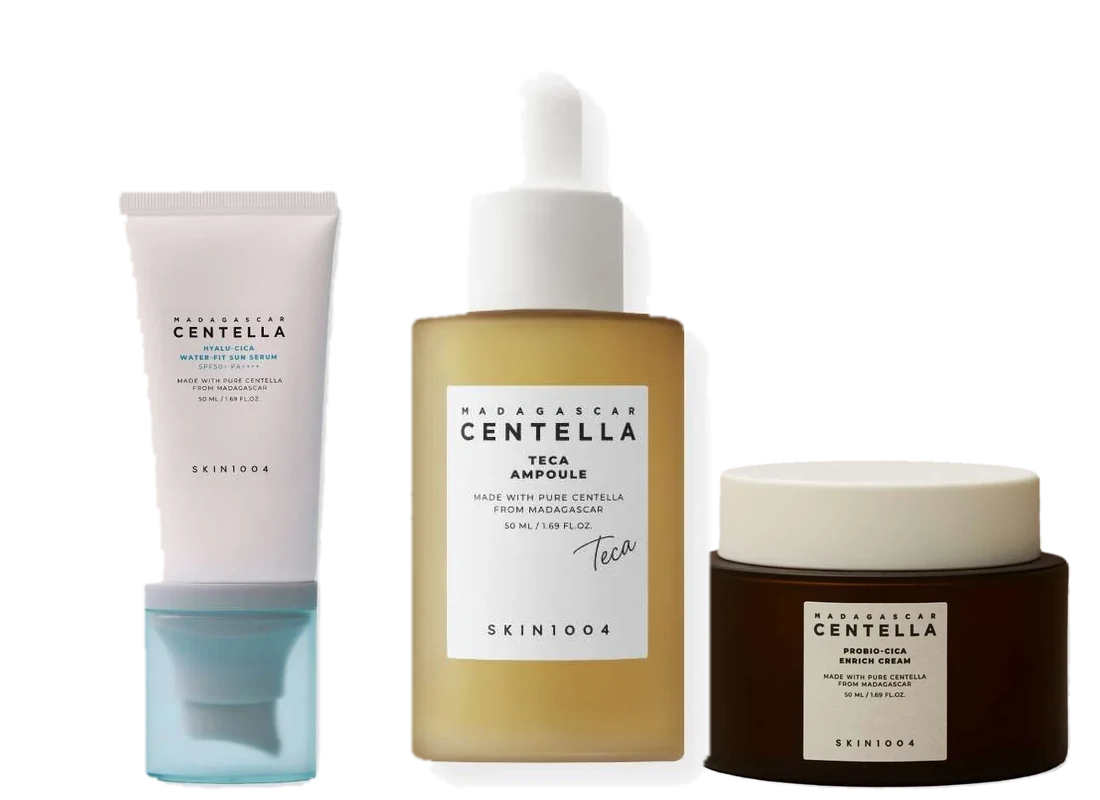 MADAGASCAR
CENTELLA
HYALU-CICA
WATER-FIT SUN SERUM
SPF50+ PA++++
MADE WITH PURE CENTELLA
FROM MADAGASCAR
50 ML / 1.69 FL.OZ.
SKIN1004
MADAGASCAR
CENTELLA
TECA
AMPOULE
MADE WITH PURE CENTELLA
FROM MADAGASCAR
50 ML / 1.69 FL.OZ.
Teca
SKIN1004
MADAGASCAR
CENTELLA
PROBIO-CICA
ENRICH CREAM
MADE WITH PURE CENTELLA
FROM MADAGASCAR
50 ML / 1.69 FL.OZ.
SKIN1004